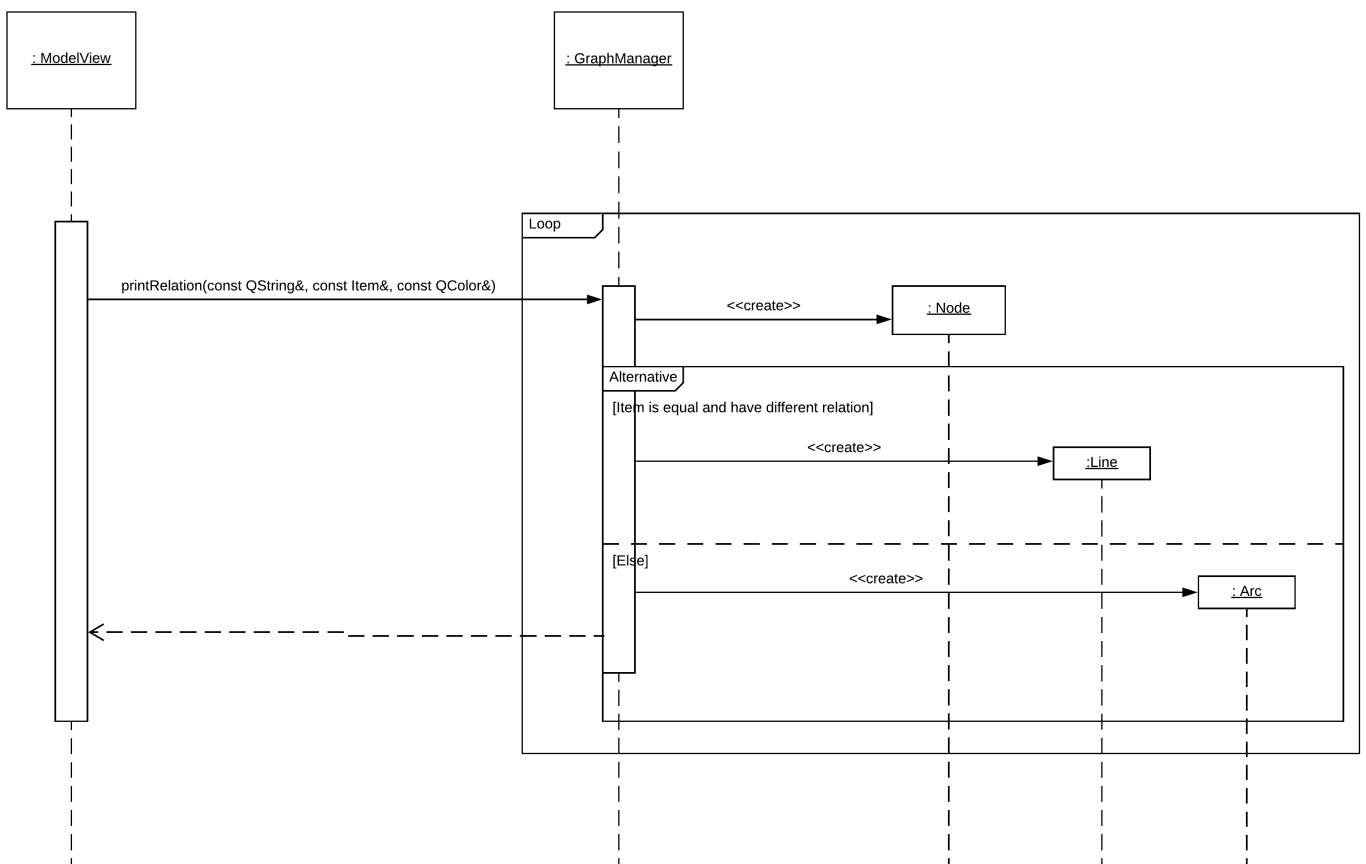 : ModelView
: GraphManager
Loop
printRelation(const QString&, const Item&, const QColor&)
<<create>>
: Node
Alternative
[Item is equal and have different relation]
<<create>>
:Line
[Else]
<<create>>
: Arc